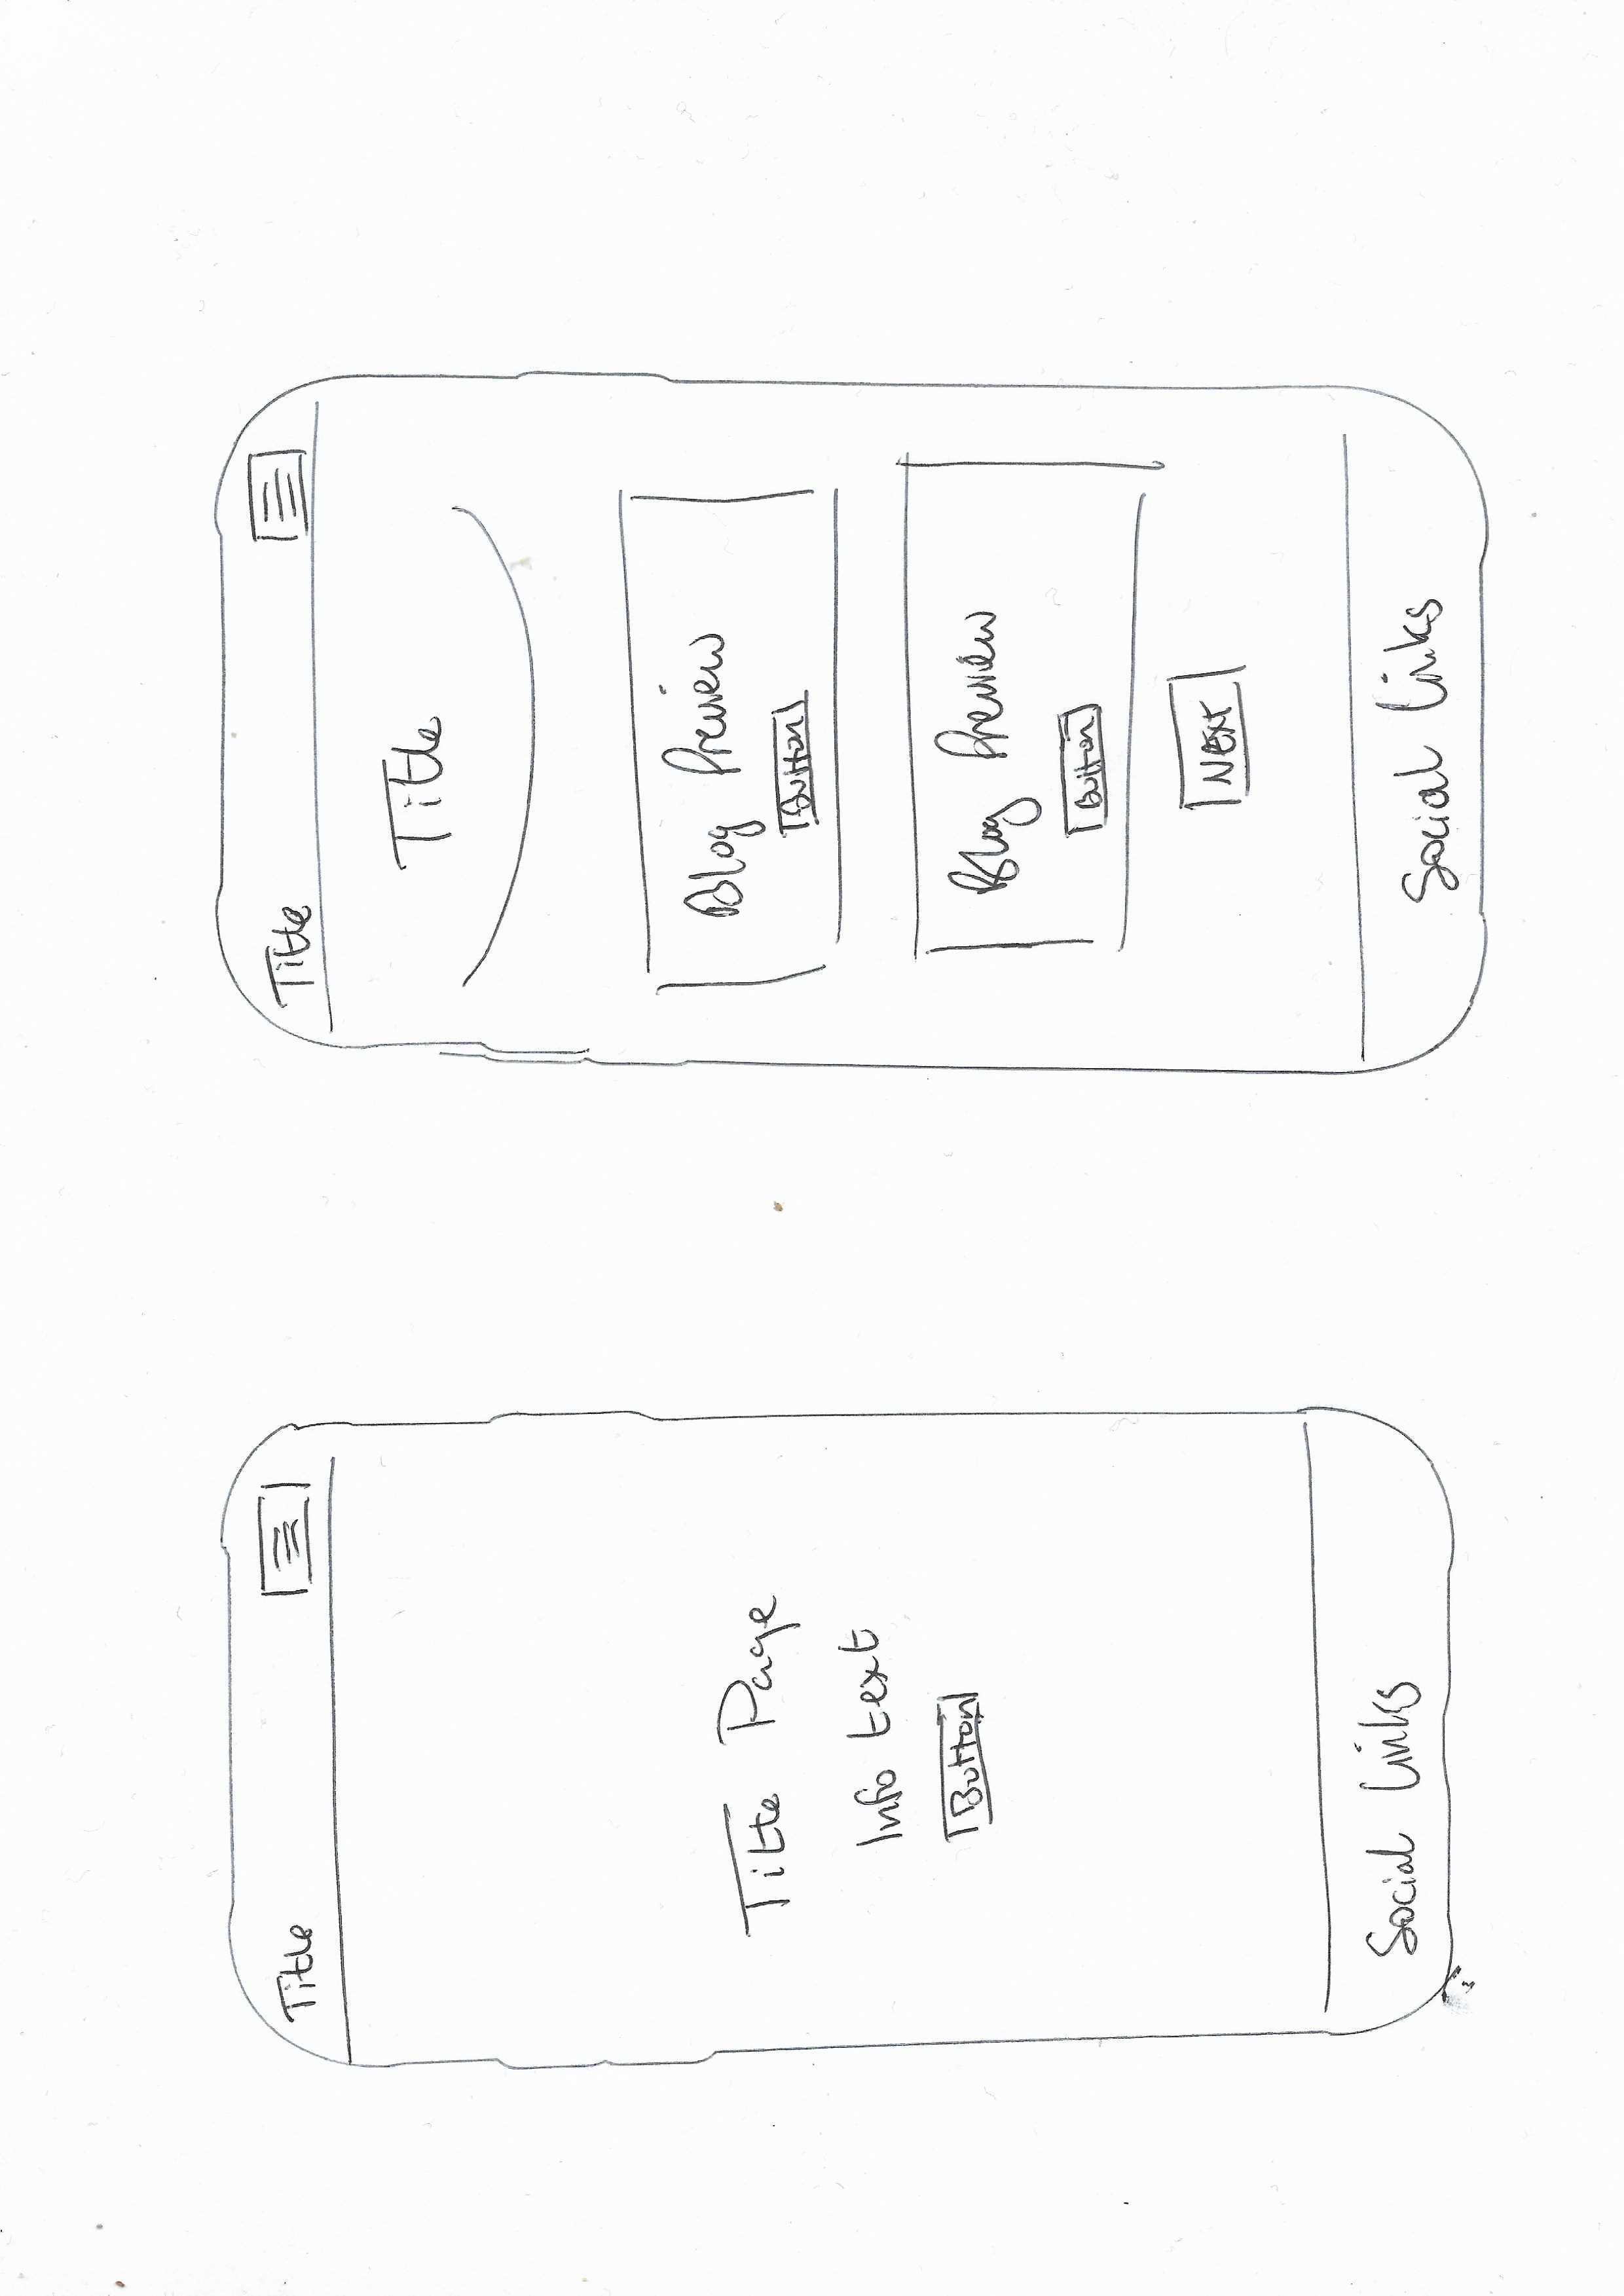 Title
Title Page
Info text
Button
Social Links
Title
Title
Blog Preview
Button
Blog Preview
Button
NEXT
Social Links